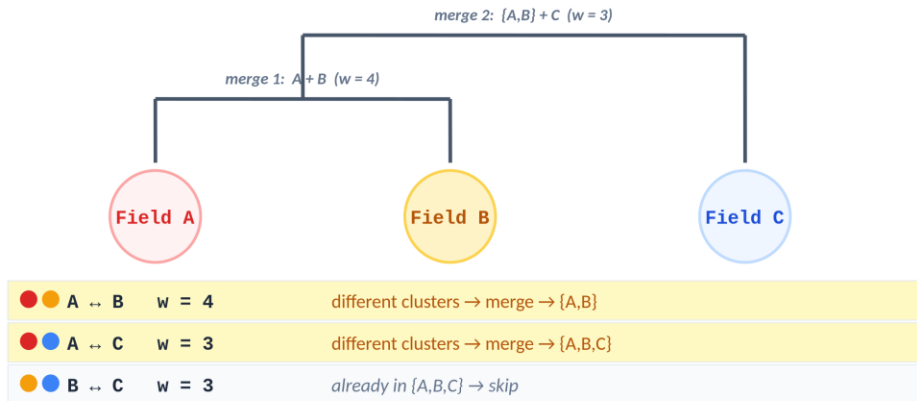 merge 2: {A,B} + C (w = 3)
merge 1: A + B (w = 4)
Field A Field B Field C
A ↔ B w = 4 different clusters → merge → {A,B}
A ↔ C w = 3 different clusters → merge → {A,B,C}
B ↔ C w = 3 already in {A,B,C} → skip